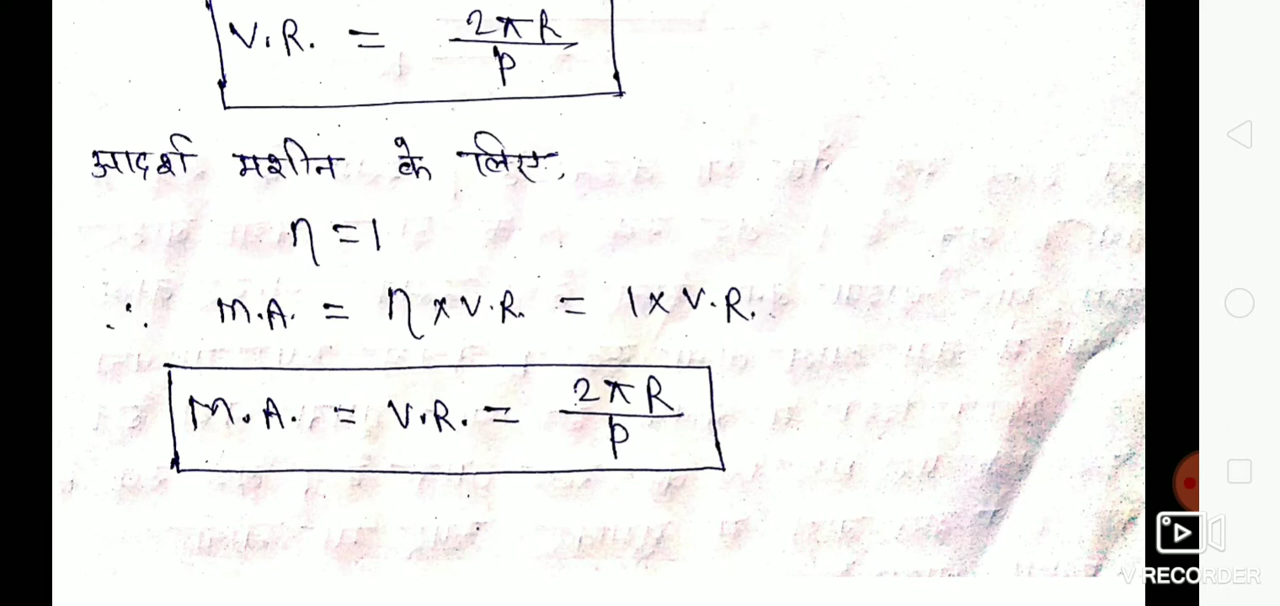 V.R. = 2πR / P
आदर्श मशीन के लिए,
η = 1
∴ M.A. = η × V.R. = 1 × V.R.
M.A. = V.R. = 2πR / P
V RECORDER